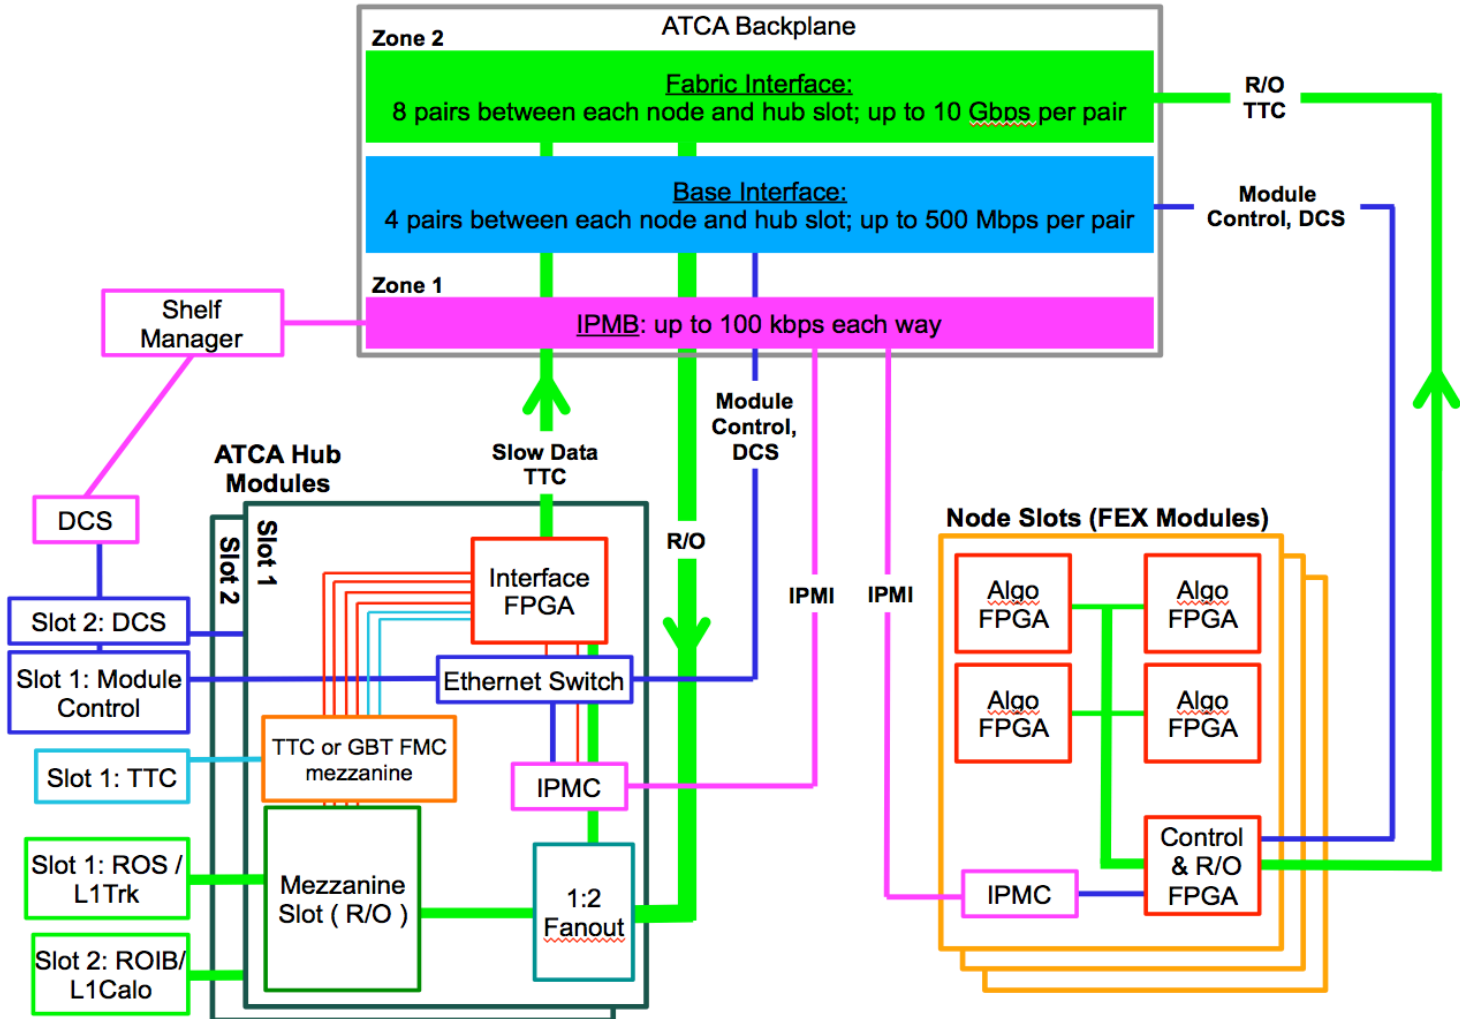 ATCA Backplane
Zone 2
Fabric Interface:
8 pairs between each node and hub slot; up to 10 Gbps per pair
R/O
TTC
Base Interface:
4 pairs between each node and hub slot; up to 500 Mbps per pair
Module
Control, DCS
Zone 1
IPMB: up to 100 kbps each way
Shelf
Manager
Module
Control,
DCS
Slow Data
TTC
ATCA Hub
Modules
DCS
Slot 1
Slot 2
R/O
IPMI
IPMI
Node Slots (FEX Modules)
Interface
FPGA
Algo
FPGA
Algo
FPGA
Algo
FPGA
Algo
FPGA
Slot 2: DCS
Slot 1: Module
Control
Ethernet Switch
TTC or GBT FMC
mezzanine
Slot 1: TTC
IPMC
Slot 1: ROS /
L1Trk
Mezzanine
Slot ( R/O )
1:2
Fanout
Slot 2: ROIB/
L1Calo
Control
& R/O
FPGA
IPMC